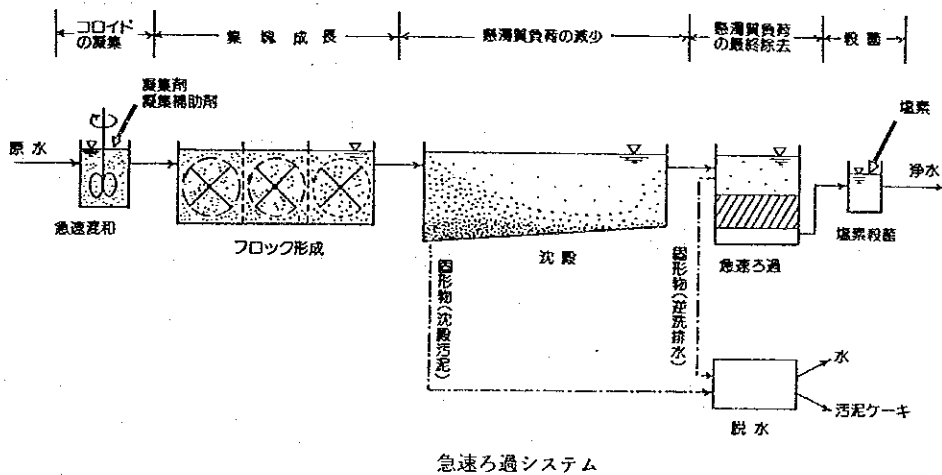 コロイド
の凝集
集塊成長
懸濁質負荷の減少
懸濁質負荷
の最終除去
殺菌
凝集剤
凝集補助剤
塩素
原水
浄水
急速混和
フロック形成
沈殿
急速ろ過
塩素殺菌
固形物(沈殿汚泥)
固形物(逆洗排水)
水
汚泥ケーキ
脱水
急速ろ過システム